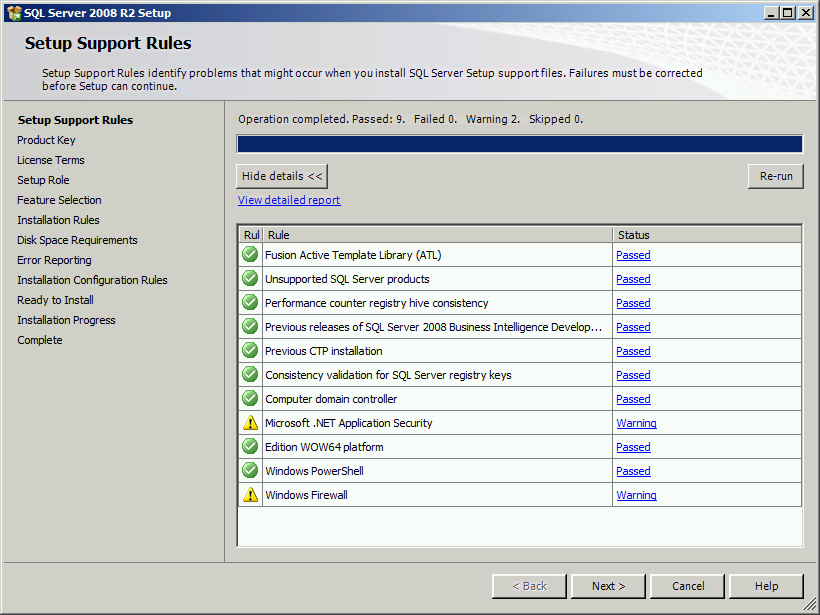 SQL Server 2008 R2 Setup
Setup Support Rules
Setup Support Rules identify problems that might occur when you install SQL Server Setup support files. Failures must be corrected
before Setup can continue.
Setup Support Rules
Product Key
License Terms
Setup Role
Feature Selection
Installation Rules
Disk Space Requirements
Error Reporting
Installation Configuration Rules
Ready to Install
Installation Progress
Complete
Operation completed. Passed: 9. Failed 0. Warning 2. Skipped 0.
Hide details << Re-run
View detailed report
Rul Rule Status
Fusion Active Template Library (ATL) Passed
Unsupported SQL Server products Passed
Performance counter registry hive consistency Passed
Previous releases of SQL Server 2008 Business Intelligence Develop... Passed
Previous CTP installation Passed
Consistency validation for SQL Server registry keys Passed
Computer domain controller Passed
Microsoft .NET Application Security Warning
Edition WOW64 platform Passed
Windows PowerShell Passed
Windows Firewall Warning
< Back Next > Cancel Help